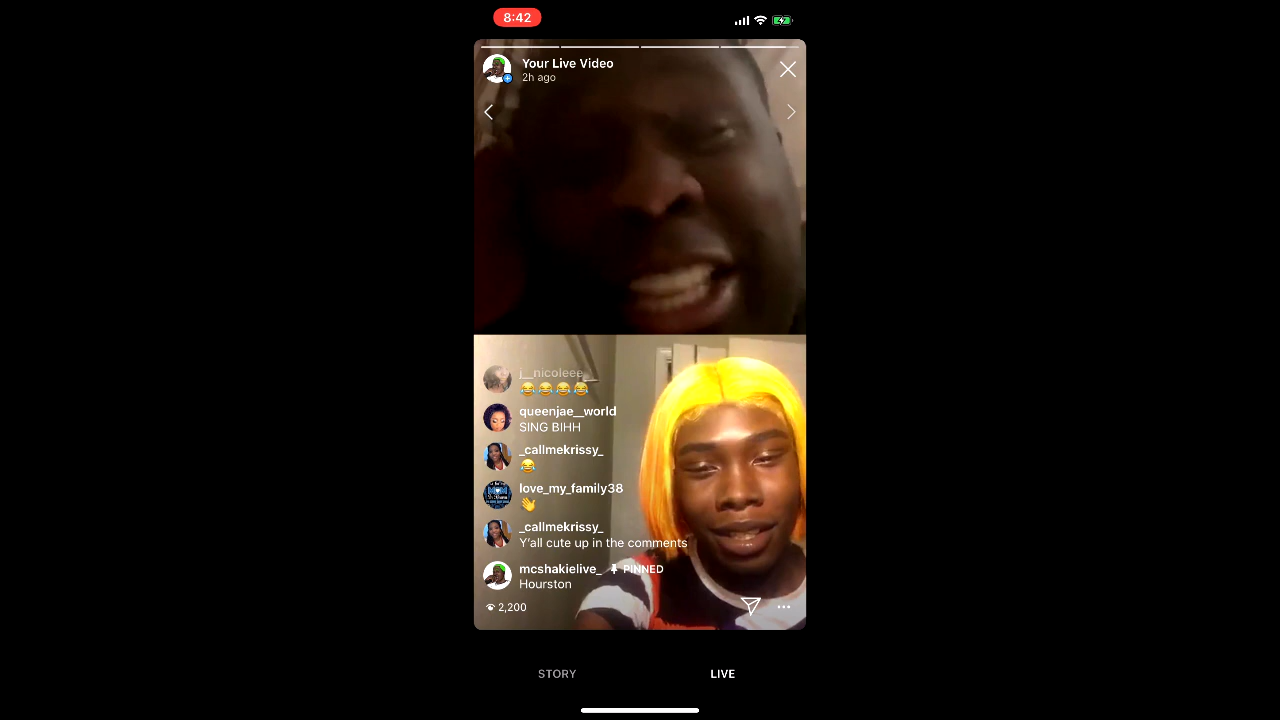 8:42
Your Live Video
2h ago
j__nicoleee_
😂😂😂😂
queenjae__world
SING BIHH
_callmekrissy_
😂
love_my_family38
👋
_callmekrissy_
Y'all cute up in the comments
mcshakielive_ PINNED
Hourston
2,200
STORY LIVE